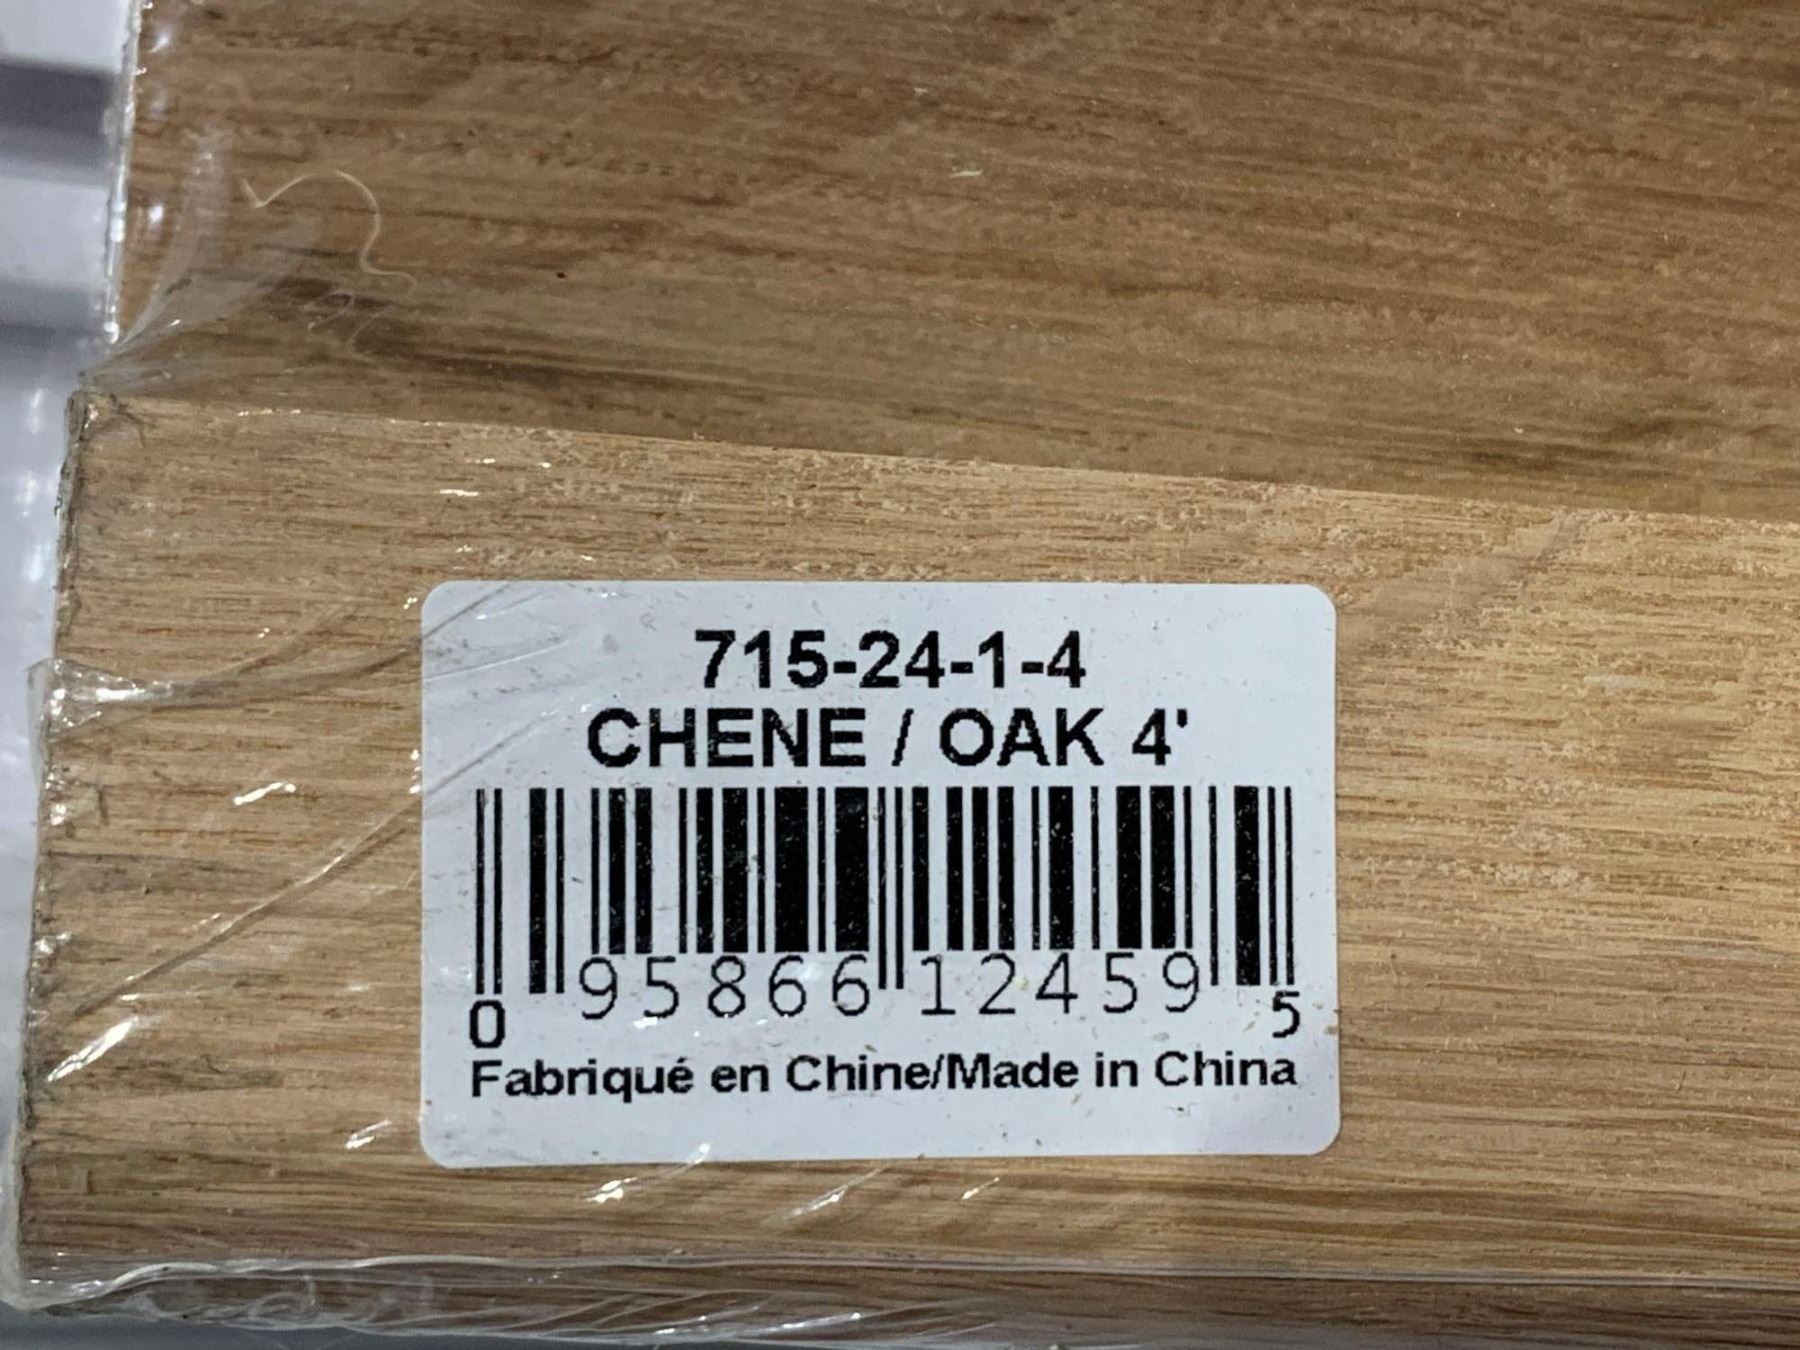 715-24-1-4
CHENE / OAK 4'
0 95866 12459 5
Fabriqué en Chine/Made in China